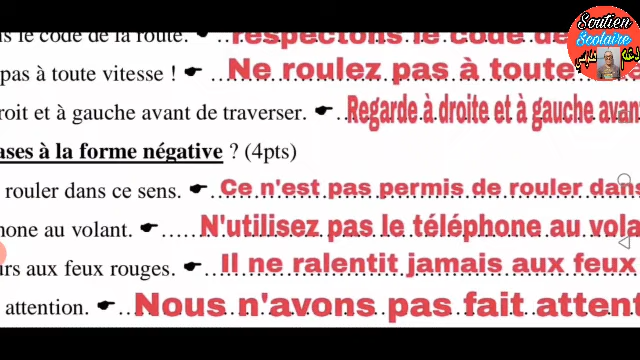 Soutien
Scolaire
is le code de la route. ☛ ...respectons le code de
pas à toute vitesse ! ☛ ...Ne roulez pas à toute
roit et à gauche avant de traverser. ☛ ...Regarde à droite et à gauche avan
ases à la forme négative ? (4pts)
rouler dans ce sens. ☛ ...Ce n'est pas permis de rouler dans
hone au volant. ☛ ......N'utilisez pas le téléphone au vola
urs aux feux rouges. ☛ ...Il ne ralentit jamais aux feux
attention. ☛ ...Nous n'avons pas fait attent